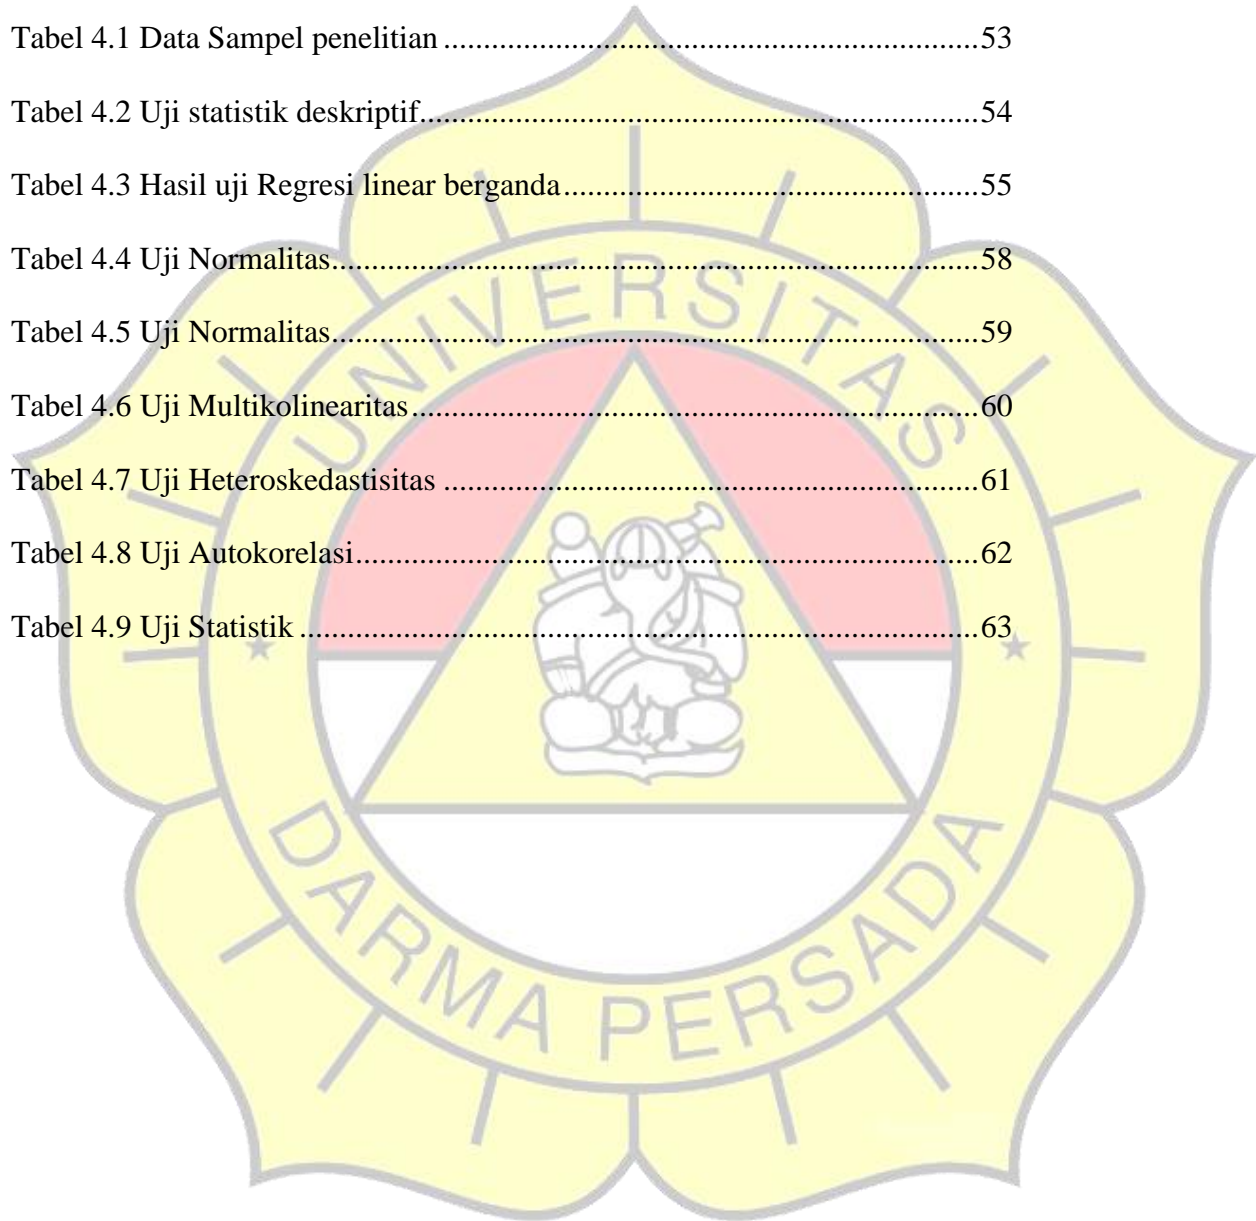 Tabel 4.1 Data Sampel penelitian ....................................................................53
Tabel 4.2 Uji statistik deskriptif.......................................................................54
Tabel 4.3 Hasil uji Regresi linear berganda.....................................................55
Tabel 4.4 Uji Normalitas..................................................................................58
Tabel 4.5 Uji Normalitas..................................................................................59
Tabel 4.6 Uji Multikolinearitas........................................................................60
Tabel 4.7 Uji Heteroskedastisitas ....................................................................61
Tabel 4.8 Uji Autokorelasi...............................................................................62
Tabel 4.9 Uji Statistik ......................................................................................63
UNIVERSITAS
DARMA PERSADA